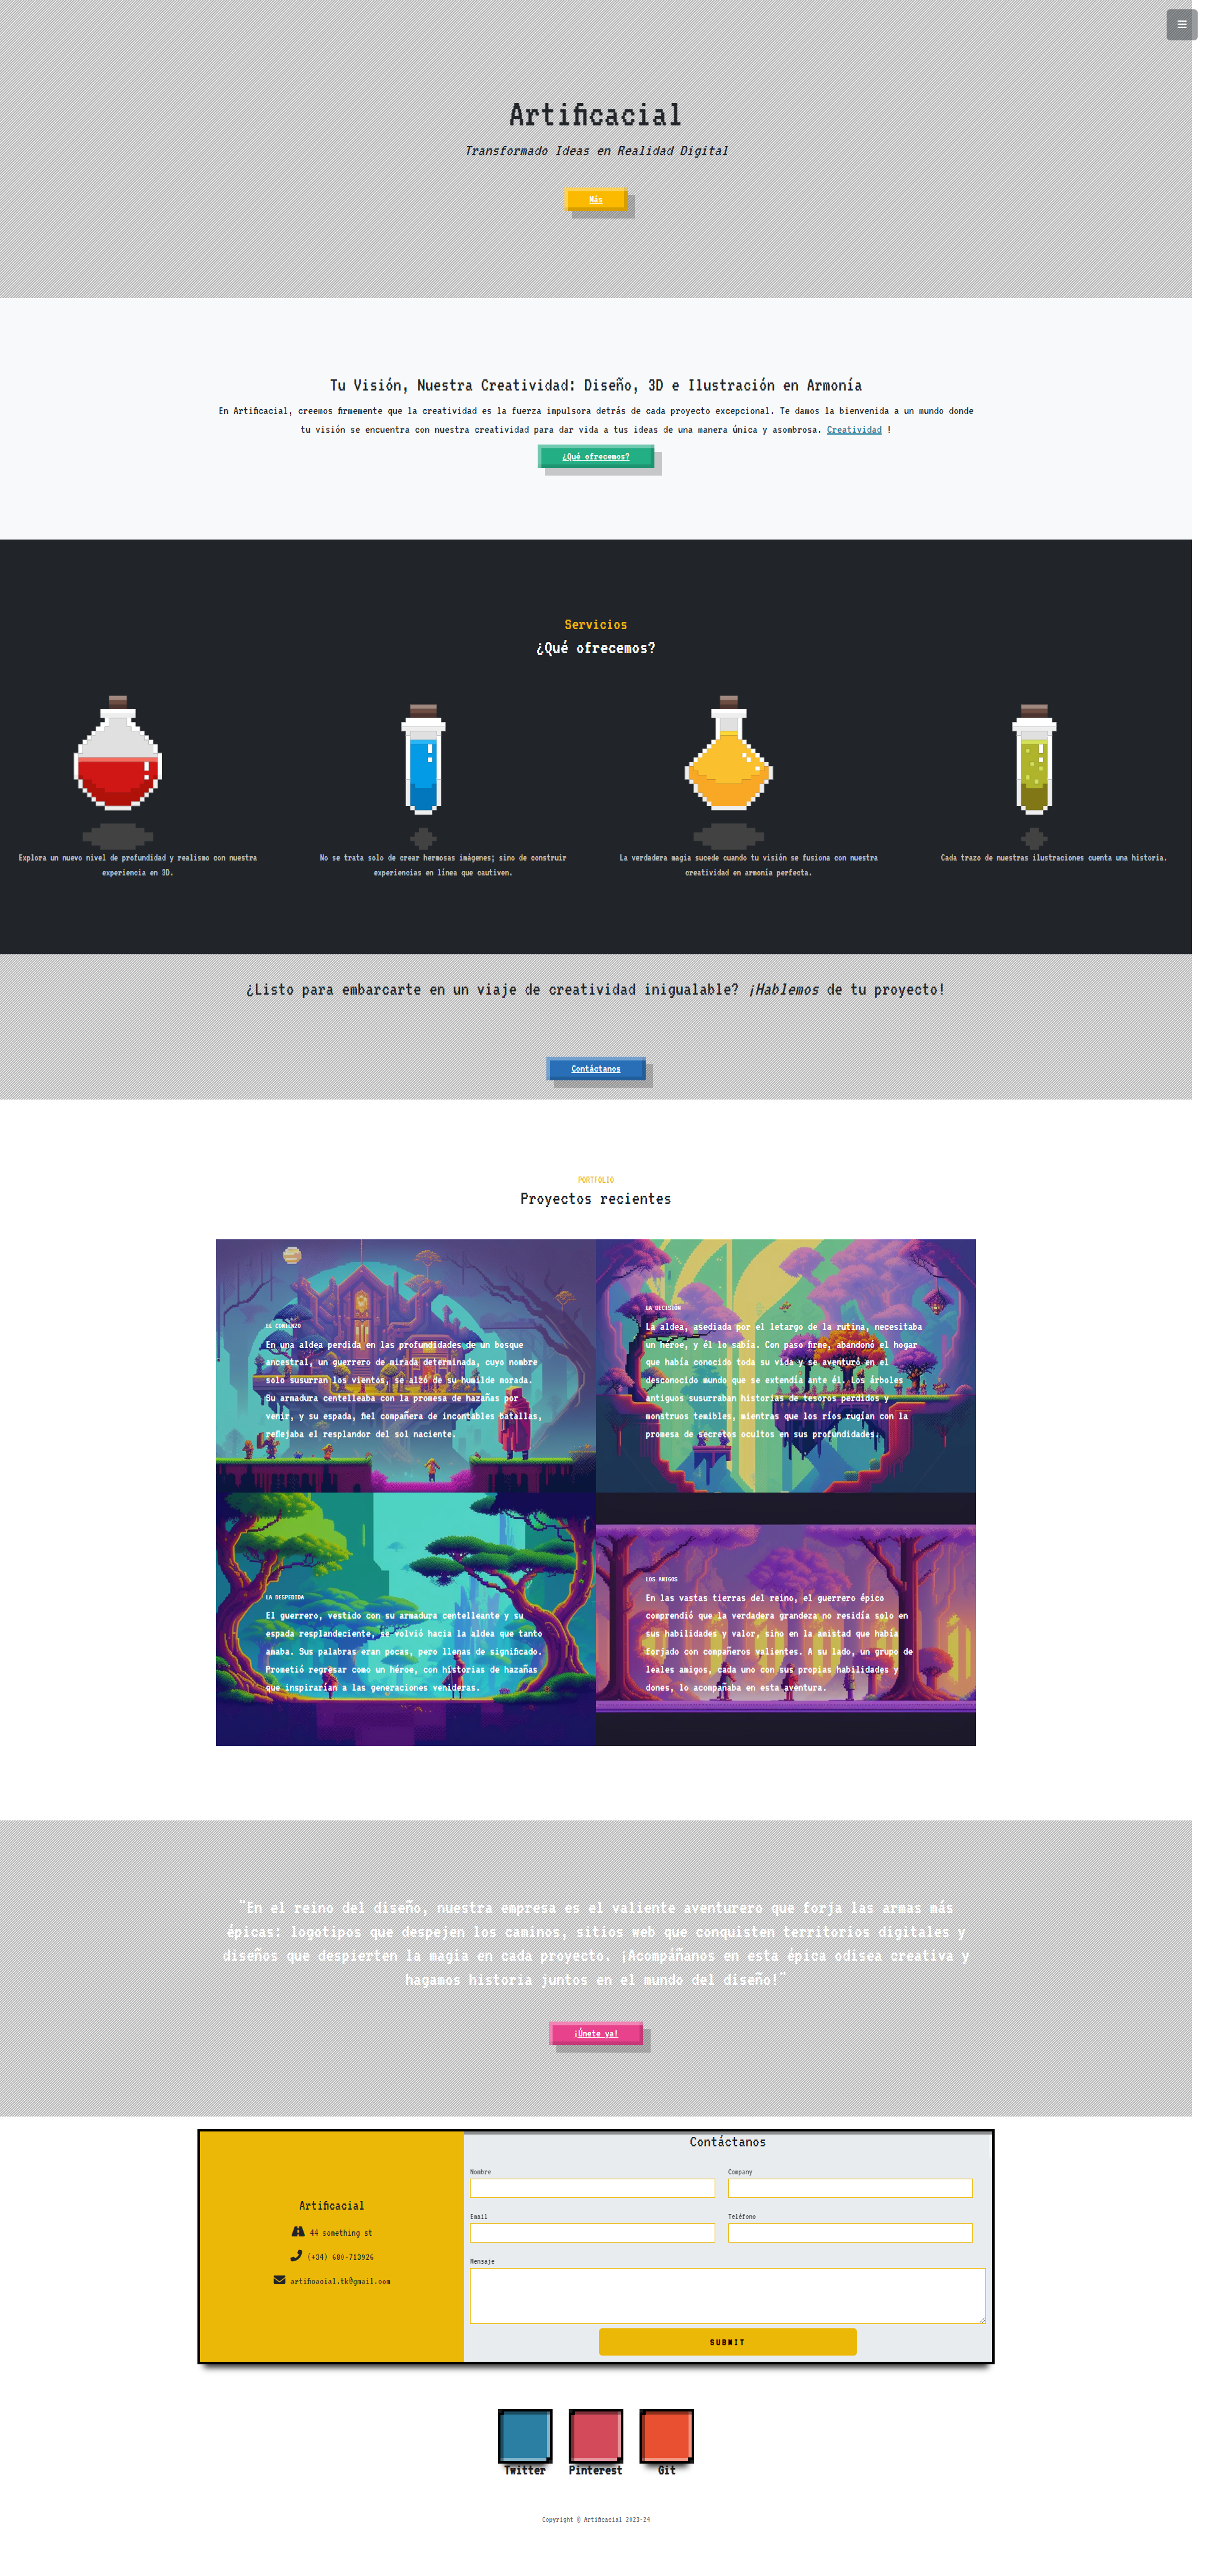 Artificacial
Transformado Ideas en Realidad Digital
Más
Tu Visión, Nuestra Creatividad: Diseño, 3D e Ilustración en Armonía
En Artificacial, creemos firmemente que la creatividad es la fuerza impulsora detrás de cada proyecto excepcional. Te damos la bienvenida a un mundo donde
tu visión se encuentra con nuestra creatividad para dar vida a tus ideas de una manera única y asombrosa. Creatividad !
¿Qué ofrecemos?
Servicios
¿Qué ofrecemos?
Explora un nuevo nivel de profundidad y realismo con nuestra
experiencia en 3D.
No se trata solo de crear hermosas imágenes; sino de construir
experiencias en línea que cautiven.
La verdadera magia sucede cuando tu visión se fusiona con nuestra
creatividad en armonía perfecta.
Cada trazo de nuestras ilustraciones cuenta una historia.
¿Listo para embarcarte en un viaje de creatividad inigualable? ¡Hablemos de tu proyecto!
Contáctanos
PORTFOLIO
Proyectos recientes
EL COMIENZO
En una aldea perdida en las profundidades de un bosque
ancestral, un guerrero de mirada determinada, cuyo nombre
solo susurran los vientos, se alzó de su humilde morada.
Su armadura centelleaba con la promesa de hazañas por
venir, y su espada, fiel compañera de incontables batallas,
reflejaba el resplandor del sol naciente.
LA DECISIÓN
La aldea, asediada por el letargo de la rutina, necesitaba
un héroe, y él lo sabía. Con paso firme, abandonó el hogar
que había conocido toda su vida y se aventuró en el
desconocido mundo que se extendía ante él. Los árboles
antiguos susurraban historias de tesoros perdidos y
monstruos temibles, mientras que los ríos rugían con la
promesa de secretos ocultos en sus profundidades.
LA DESPEDIDA
El guerrero, vestido con su armadura centelleante y su
espada resplandeciente, se volvió hacia la aldea que tanto
amaba. Sus palabras eran pocas, pero llenas de significado.
Prometió regresar como un héroe, con historias de hazañas
que inspirarían a las generaciones venideras.
LOS AMIGOS
En las vastas tierras del reino, el guerrero épico
comprendió que la verdadera grandeza no residía solo en
sus habilidades y valor, sino en la amistad que había
forjado con compañeros valientes. A su lado, un grupo de
leales amigos, cada uno con sus propias habilidades y
dones, lo acompañaba en esta aventura.
"En el reino del diseño, nuestra empresa es el valiente aventurero que forja las armas más
épicas: logotipos que despejen los caminos, sitios web que conquisten territorios digitales y
diseños que despierten la magia en cada proyecto. ¡Acompáñanos en esta épica odisea creativa y
hagamos historia juntos en el mundo del diseño!"
¡Únete ya!
Artificacial
44 something st
(+34) 680-713926
artificacial.tk@gmail.com
Contáctanos
Nombre
Company
Email
Teléfono
Mensaje
SUBMIT
Twitter
Pinterest
Git
Copyright © Artificacial 2023-24